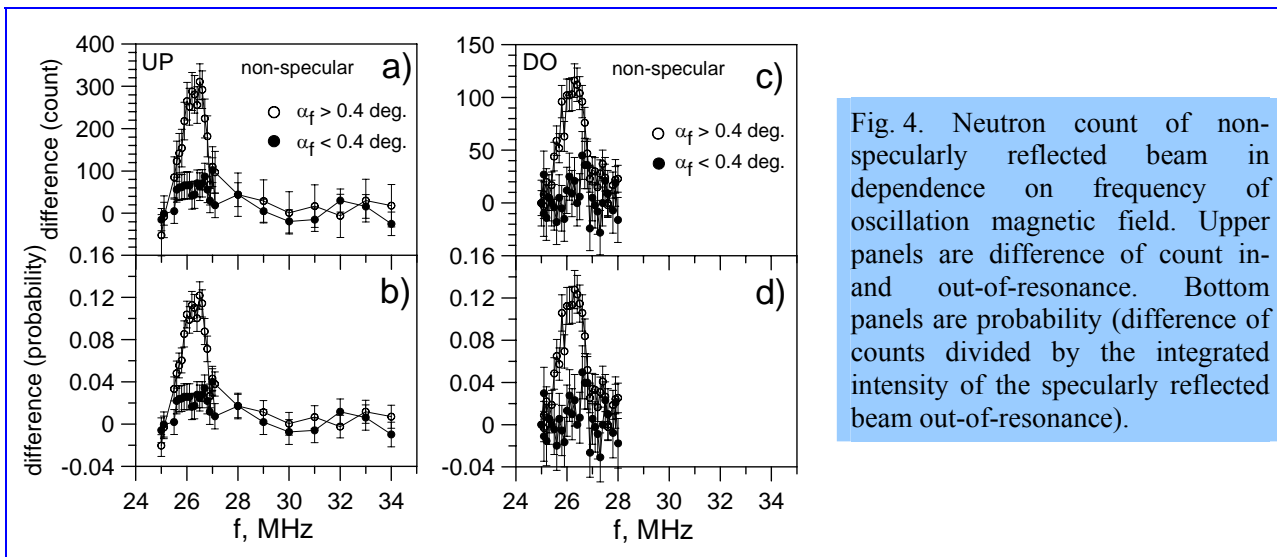 400
300
200
100
0
difference (count)
UP
a)
non-specular
α_f > 0.4 deg.
α_f < 0.4 deg.
150
100
50
0
DO
c)
non-specular
α_f > 0.4 deg.
α_f < 0.4 deg.
0.16
0.12
0.08
0.04
0.00
-0.04
difference (probability)
b)
24 26 28 30 32 34
f, MHz
0.16
0.12
0.08
0.04
0.00
-0.04
d)
24 26 28 30 32 34
f, MHz
Fig. 4. Neutron count of non-
specularly reflected beam in
dependence on frequency of
oscillation magnetic field. Upper
panels are difference of count in-
and out-of-resonance. Bottom
panels are probability (difference of
counts divided by the integrated
intensity of the specularly reflected
beam out-of-resonance).